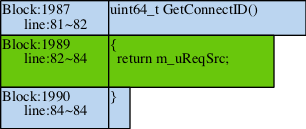 Block:1987
line:81~82
uint64_t GetConnectID()
Block:1989
line:82~84
{
return m_uReqSrc;
Block:1990
line:84~84
}